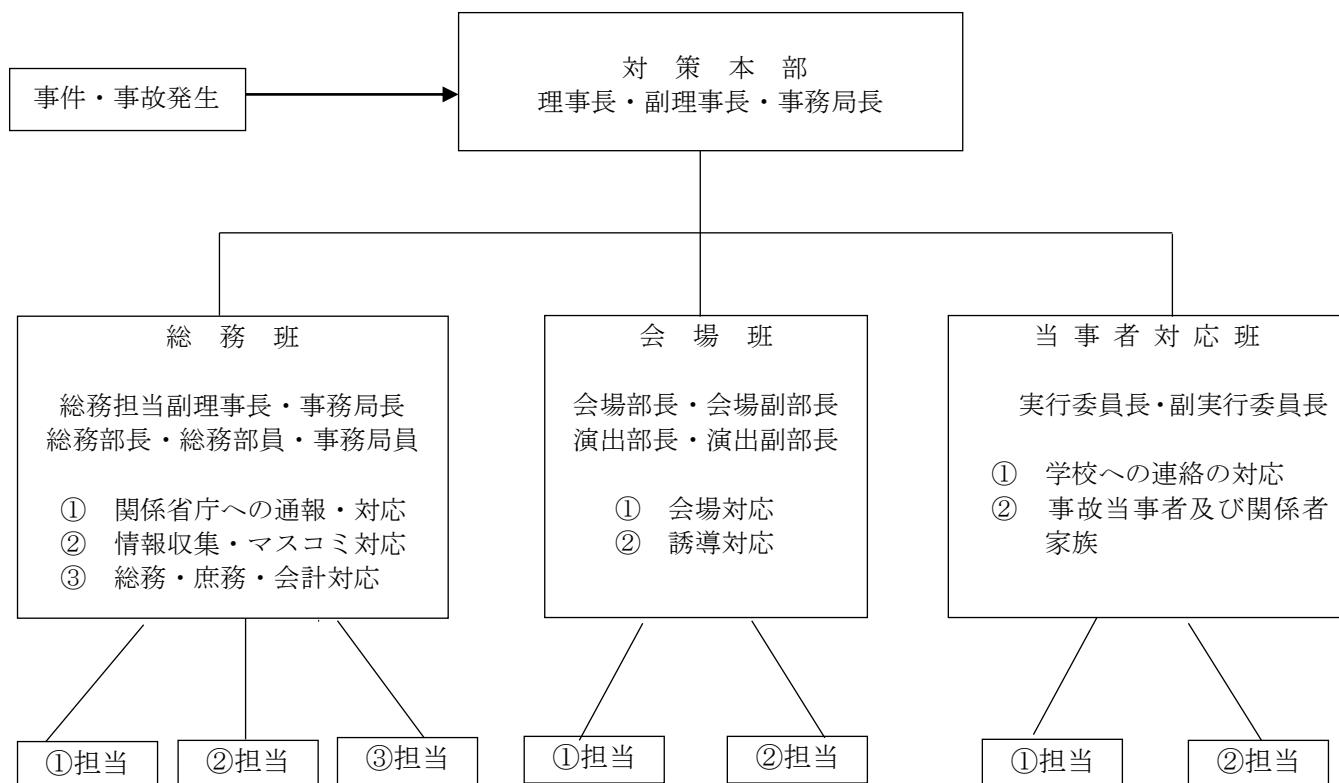 対　策　本　部
事件・事故発生
理事長・副理事長・事務局長
総　務　班
総務担当副理事長・事務局長
総務部長・総務部員・事務局員
①　関係省庁への通報・対応
②　情報収集・マスコミ対応
③　総務・庶務・会計対応
会　場　班
会場部長・会場副部長
演出部長・演出副部長
①　会場対応
②　誘導対応
当 事 者 対 応 班
実行委員長・副実行委員長
①　学校への連絡の対応
②　事故当事者及び関係者
家族
①担当
②担当
③担当
①担当
②担当
①担当
②担当